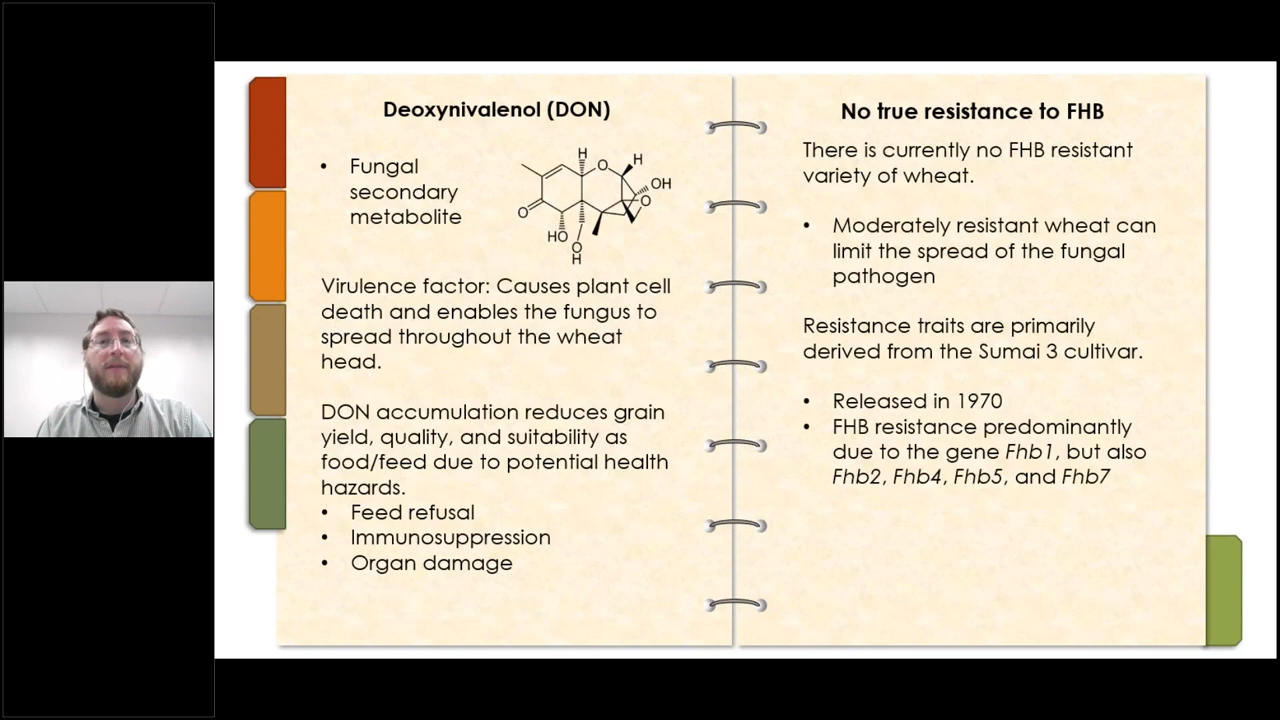 Deoxynivalenol (DON)
• Fungal
secondary
metabolite
H
O
H
OH
O
O
HO
O
H
Virulence factor: Causes plant cell
death and enables the fungus to
spread throughout the wheat
head.
DON accumulation reduces grain
yield, quality, and suitability as
food/feed due to potential health
hazards.
• Feed refusal
• Immunosuppression
• Organ damage
No true resistance to FHB
There is currently no FHB resistant
variety of wheat.
• Moderately resistant wheat can
limit the spread of the fungal
pathogen
Resistance traits are primarily
derived from the Sumai 3 cultivar.
• Released in 1970
• FHB resistance predominantly
due to the gene Fhb1, but also
Fhb2, Fhb4, Fhb5, and Fhb7